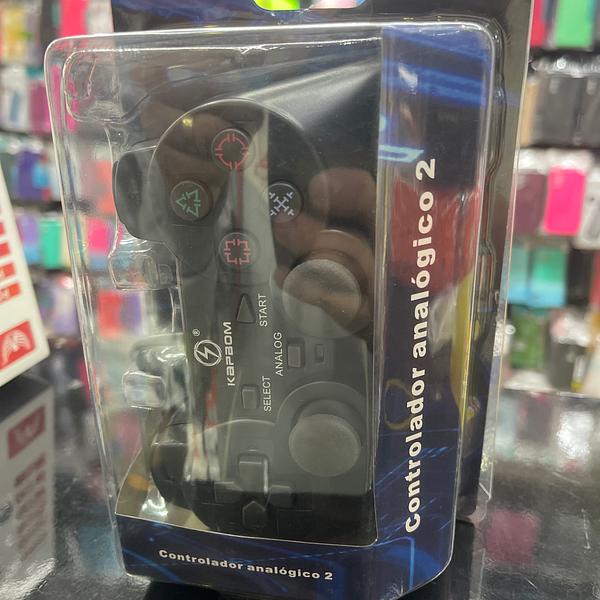 Controlador analógico 2
START
ANALOG
SELECT
KAPBOM
®
Controlador analógico 2